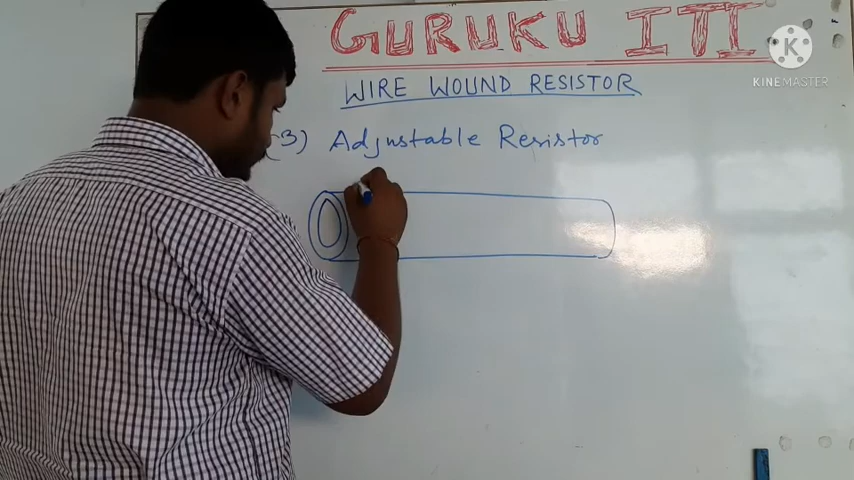 GURUKU ITI
K
KINEMASTER
WIRE WOUND RESISTOR
3) Adjustable Resistor